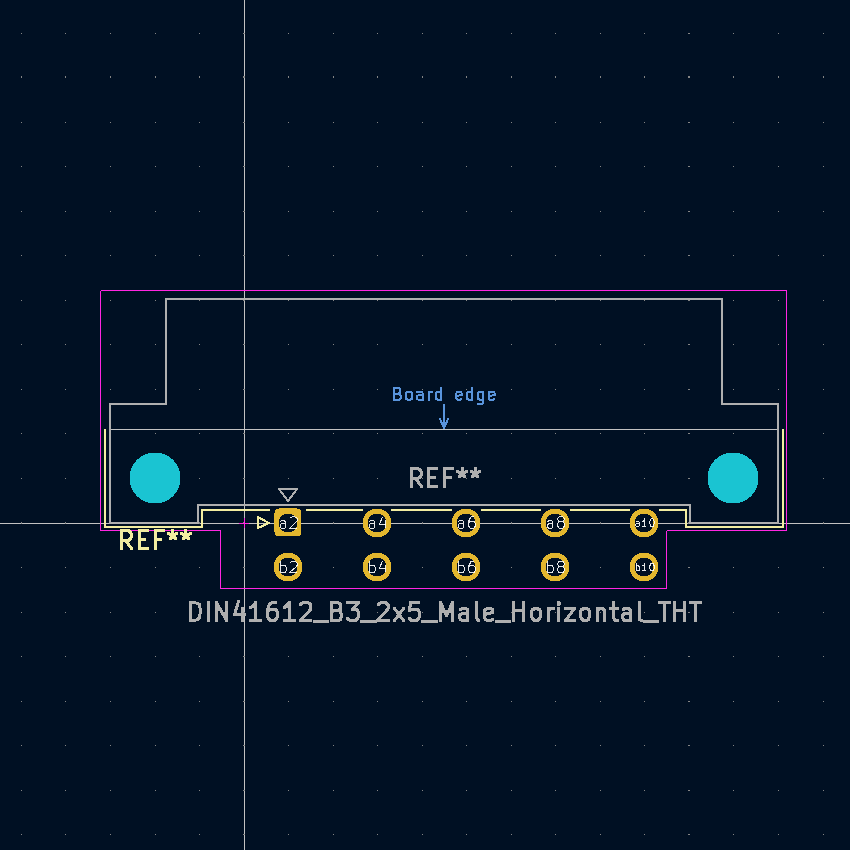 Board edge
REF**
a2 a4 a6 a8 a10
REF**
b2 b4 b6 b8 b10
DIN41612_B3_2x5_Male_Horizontal_THT